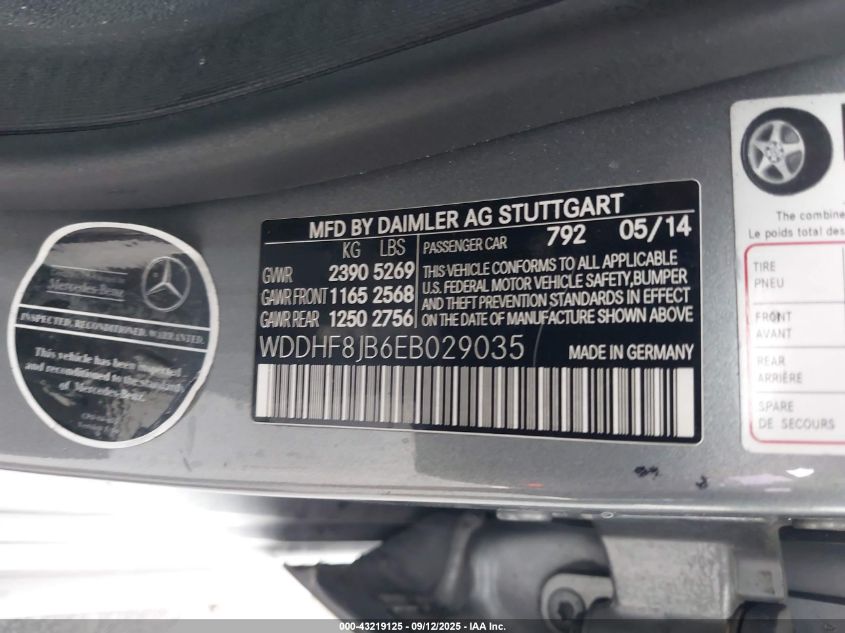 MFD BY DAIMLER AG STUTTGART
KG LBS PASSENGER CAR 792 05/14
GVWR 2390 5269
GAWR FRONT 1165 2568
GAWR REAR 1250 2756
THIS VEHICLE CONFORMS TO ALL APPLICABLE
U.S. FEDERAL MOTOR VEHICLE SAFETY,BUMPER
AND THEFT PREVENTION STANDARDS IN EFFECT
ON THE DATE OF MANUFACTURE SHOWN ABOVE
WDDHF8JB6EB029035 MADE IN GERMANY
Mercedes-Benz
INSPECTED. RECONDITIONED. WARRANTED.
This vehicle has been inspected
and reconditioned to the standards
of Mercedes-Benz.
The combine
Le poids total des
TIRE
PNEU
FRONT
AVANT
REAR
ARRIÈRE
SPARE
DE SECOURS
000-43219125 - 09/12/2025 - IAA Inc.